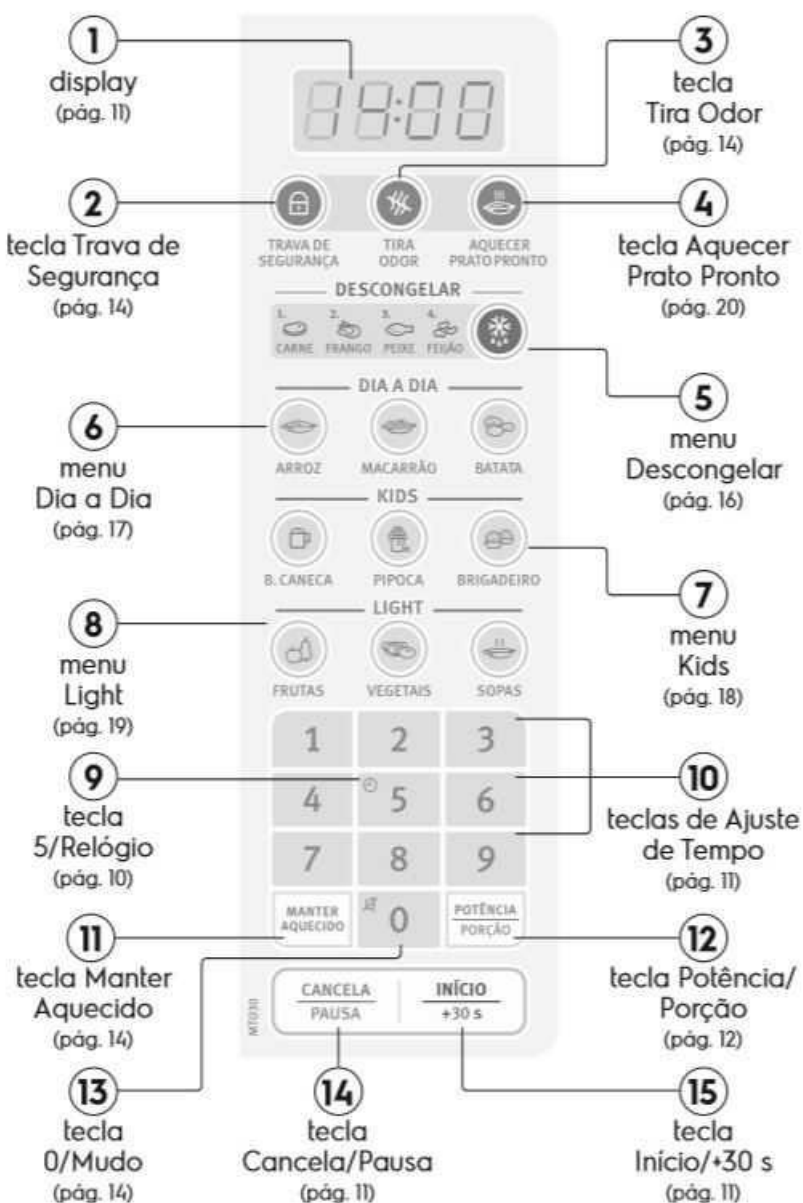 1
display
(pág. 11)
3
tecla
Tira Odor
(pág. 14)
14:00
2
tecla Trava de
Segurança
(pág. 14)
4
tecla Aquecer
Prato Pronto
(pág. 20)
TRAVA DE
SEGURANÇA
TIRA
ODOR
AQUECER
PRATO PRONTO
DESCONGELAR
1. 2. 3. 4.
CARNE FRANGO PEIXE FEIJÃO
5
menu
Descongelar
(pág. 16)
DIA A DIA
6
menu
Dia a Dia
(pág. 17)
ARROZ MACARRÃO BATATA
KIDS
B. CANECA PIPOCA BRIGADEIRO
7
menu
Kids
(pág. 18)
LIGHT
8
menu
Light
(pág. 19)
FRUTAS VEGETAIS SOPAS
1 2 3
4 5 6
7 8 9
9
tecla
5/Relógio
(pág. 10)
10
teclas de Ajuste
de Tempo
(pág. 11)
MANTER
AQUECIDO
0
POTÊNCIA
PORÇÃO
11
tecla Manter
Aquecido
(pág. 14)
12
tecla Potência/
Porção
(pág. 12)
CANCELA
PAUSA
INÍCIO
+30 s
MTO30
13
tecla
0/Mudo
(pág. 14)
14
tecla
Cancela/Pausa
(pág. 11)
15
tecla
Início/+30 s
(pág. 11)